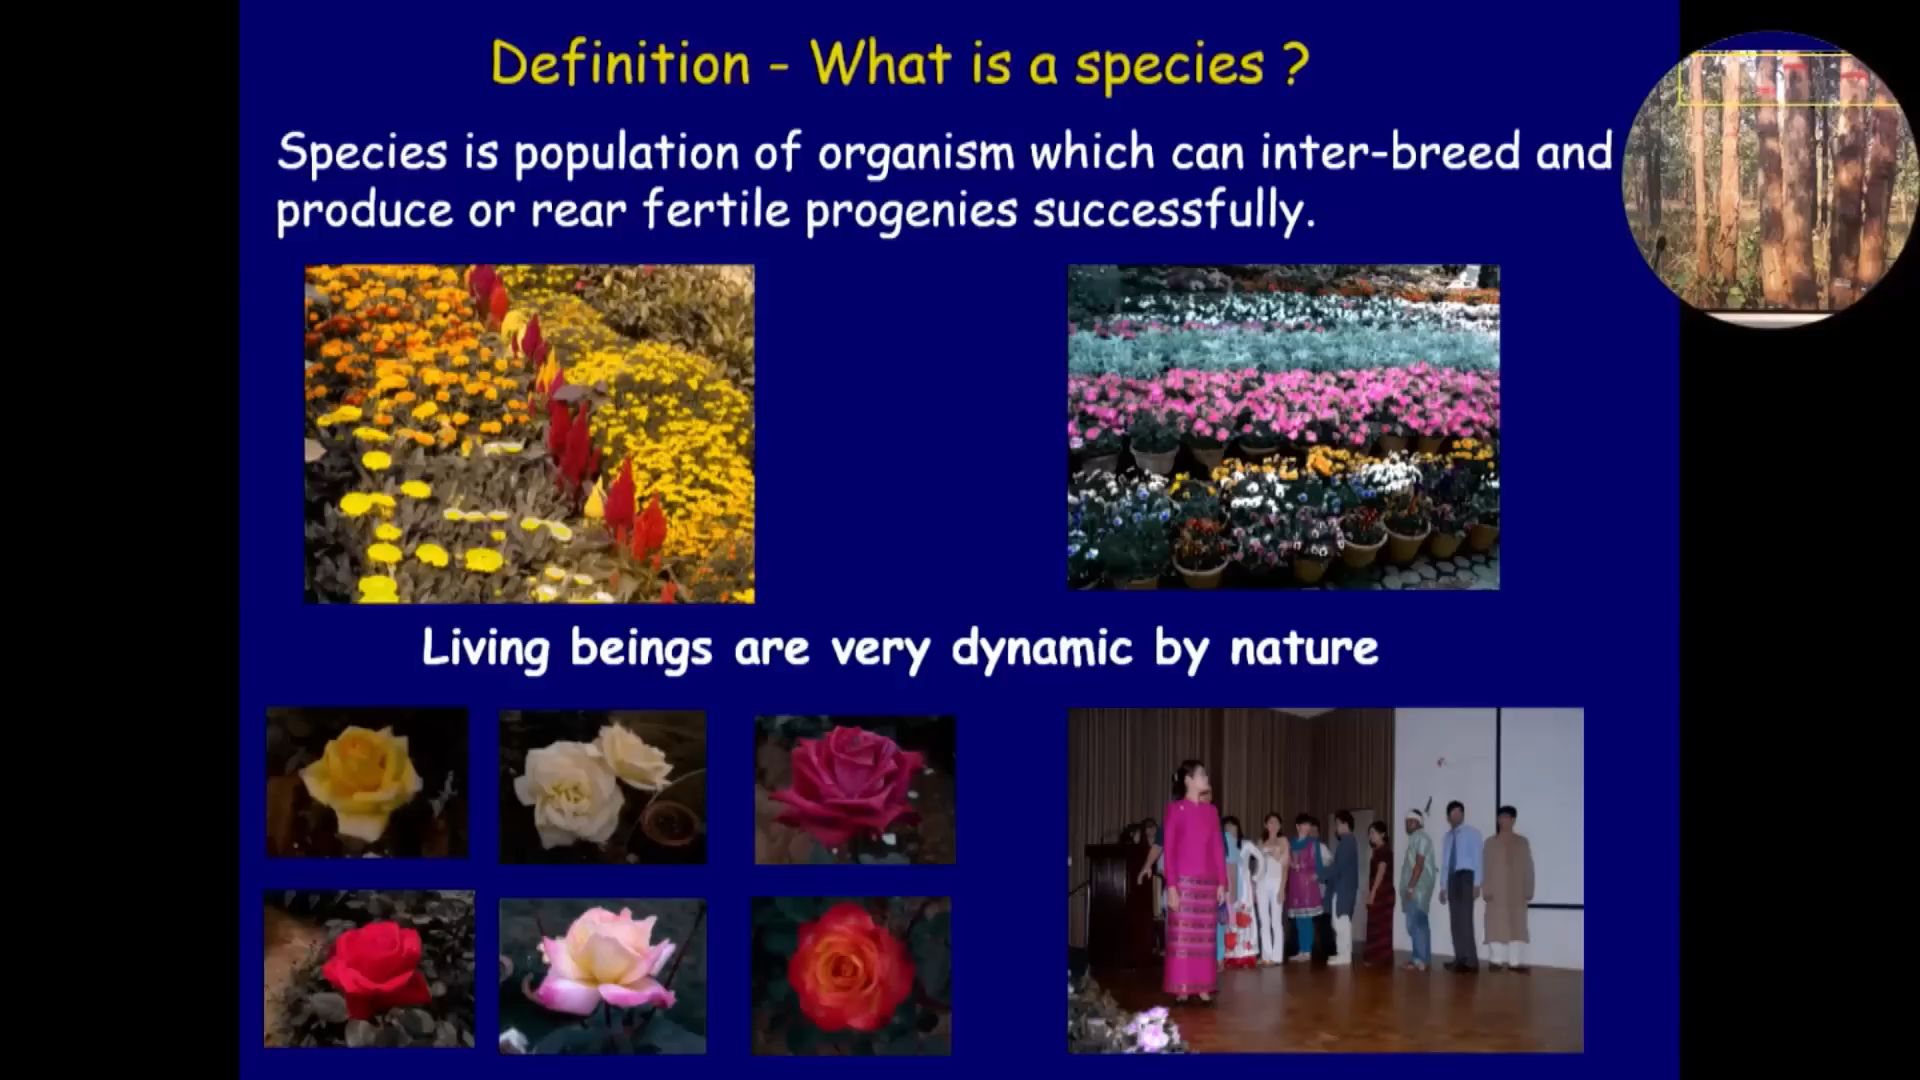 Definition - What is a species ?
Species is population of organism which can inter-breed and
produce or rear fertile progenies successfully.
Living beings are very dynamic by nature